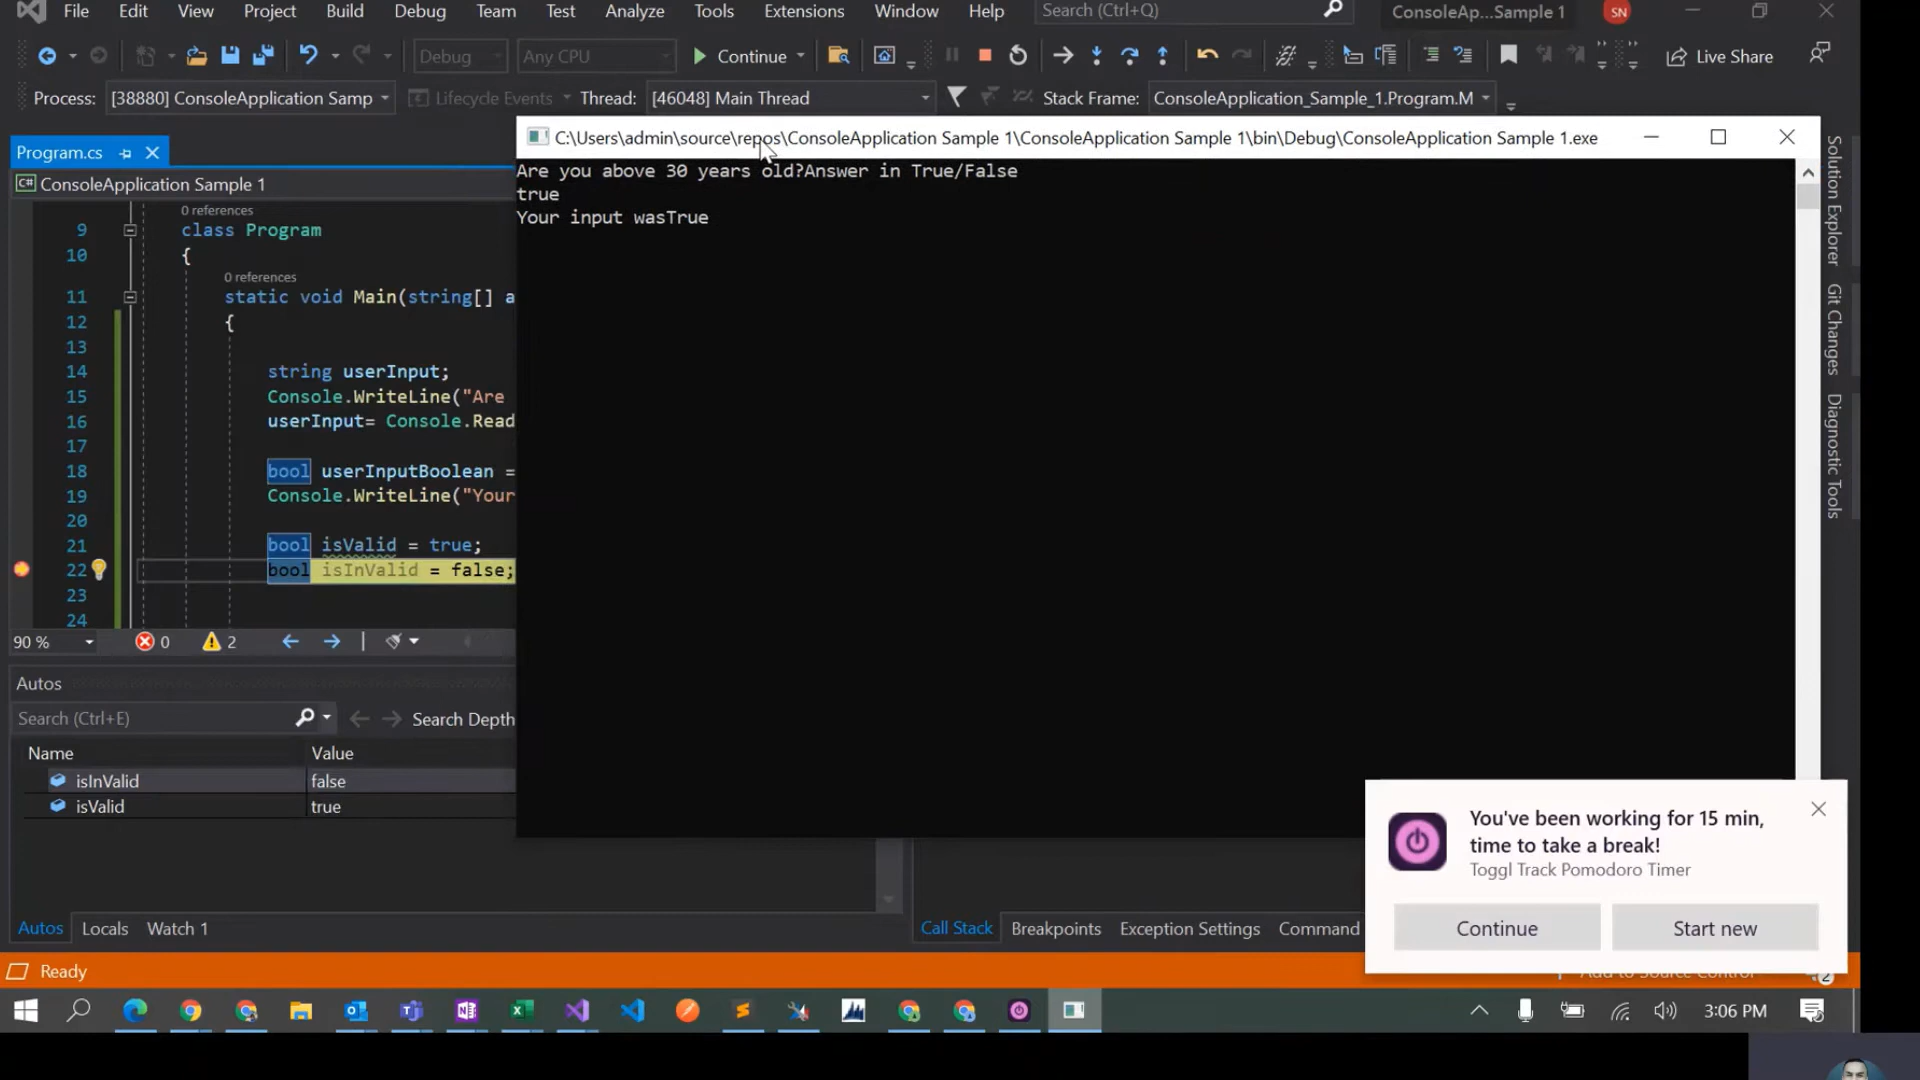 File Edit View Project Build Debug Team Test Analyze Tools Extensions Window Help Search (Ctrl+Q) ConsoleAp...Sample 1 SN
Debug Any CPU Continue Live Share
Process: [38880] ConsoleApplication Samp Lifecycle Events Thread: [46048] Main Thread Stack Frame: ConsoleApplication_Sample_1.Program.M
Program.cs
C:\Users\admin\source\repos\ConsoleApplication Sample 1\ConsoleApplication Sample 1\bin\Debug\ConsoleApplication Sample 1.exe
Are you above 30 years old?Answer in True/False
true
Your input wasTrue
C# ConsoleApplication Sample 1
0 references
9 class Program
10 {
0 references
11 static void Main(string[] a
12 {
13
14 string userInput;
15 Console.WriteLine("Are
16 userInput= Console.Read
17
18 bool userInputBoolean =
19 Console.WriteLine("Your
20
21 bool isValid = true;
22 bool isInValid = false;
23
24
90 % 0 2
Autos
Search (Ctrl+E) Search Depth
Name Value
isInValid false
isValid true
Autos Locals Watch 1
Call Stack Breakpoints Exception Settings Command
Solution Explorer
Git Changes
Diagnostic Tools
You've been working for 15 min,
time to take a break!
Toggl Track Pomodoro Timer
Continue Start new
Ready Add to Source Control 2
3:06 PM